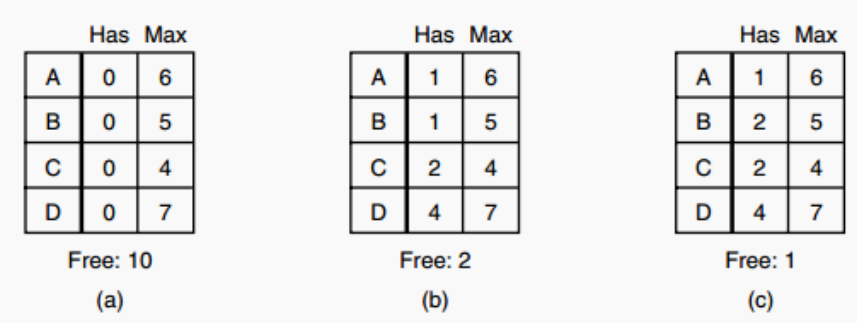 Has Max
A 0 6
B 0 5
C 0 4
D 0 7
Free: 10
(a)
Has Max
A 1 6
B 1 5
C 2 4
D 4 7
Free: 2
(b)
Has Max
A 1 6
B 2 5
C 2 4
D 4 7
Free: 1
(c)